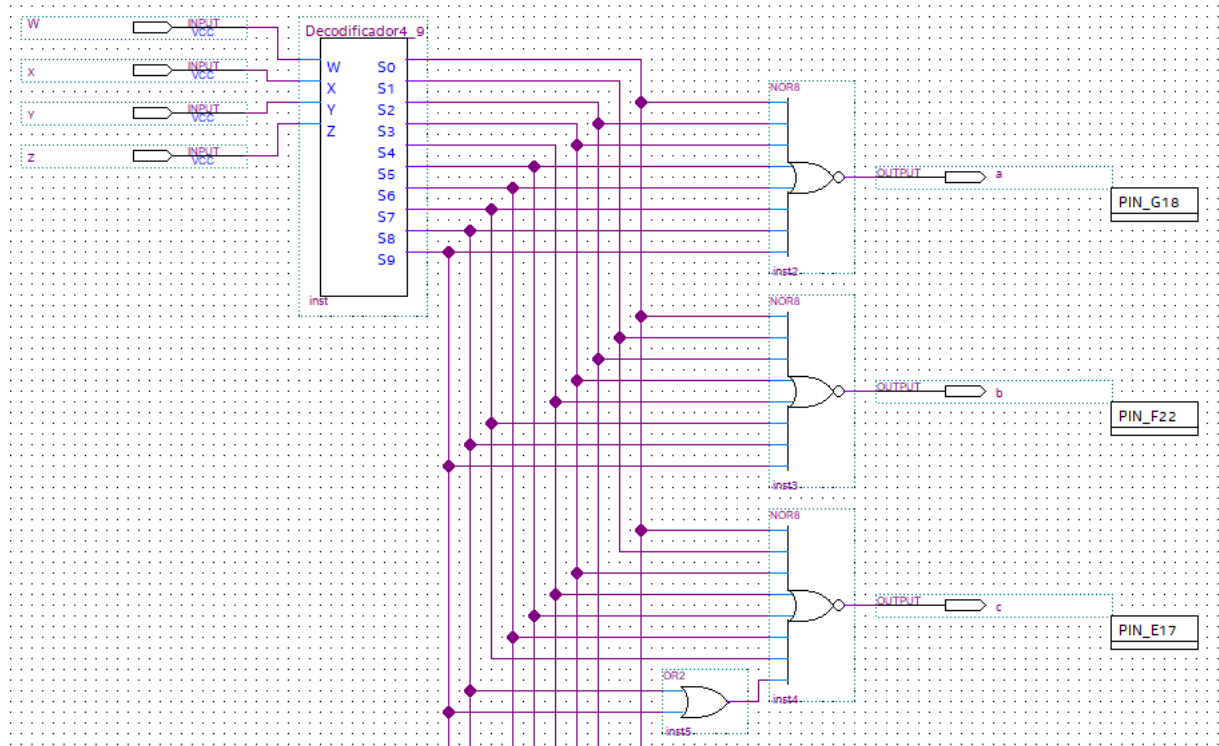 W
INPUT
VCC
X
INPUT
VCC
Y
INPUT
VCC
Z
INPUT
VCC
Decodificador4_9
W
X
Y
Z
S0
S1
S2
S3
S4
S5
S6
S7
S8
S9
inst
NOR8
inst2
OUTPUT
a
PIN_G18
NOR8
inst3
OUTPUT
b
PIN_F22
NOR8
inst4
OUTPUT
c
PIN_E17
OR2
inst5